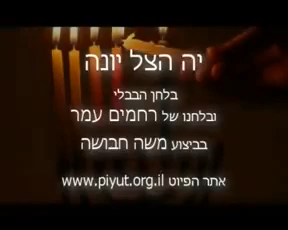 יה הצל יונה
בלחן הבבלי
ובלחנו של רחמים עמר
בביצוע משה חבושה
אתר הפיוט www.piyut.org.il